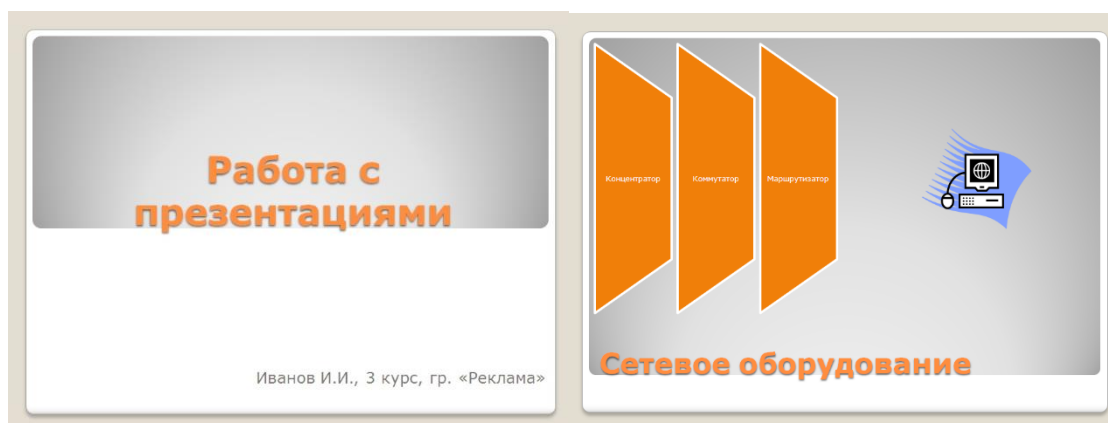 Работа с
презентациями
Иванов И.И., 3 курс, гр. «Реклама»
Концентратор
Коммутатор
Маршрутизатор
Сетевое оборудование